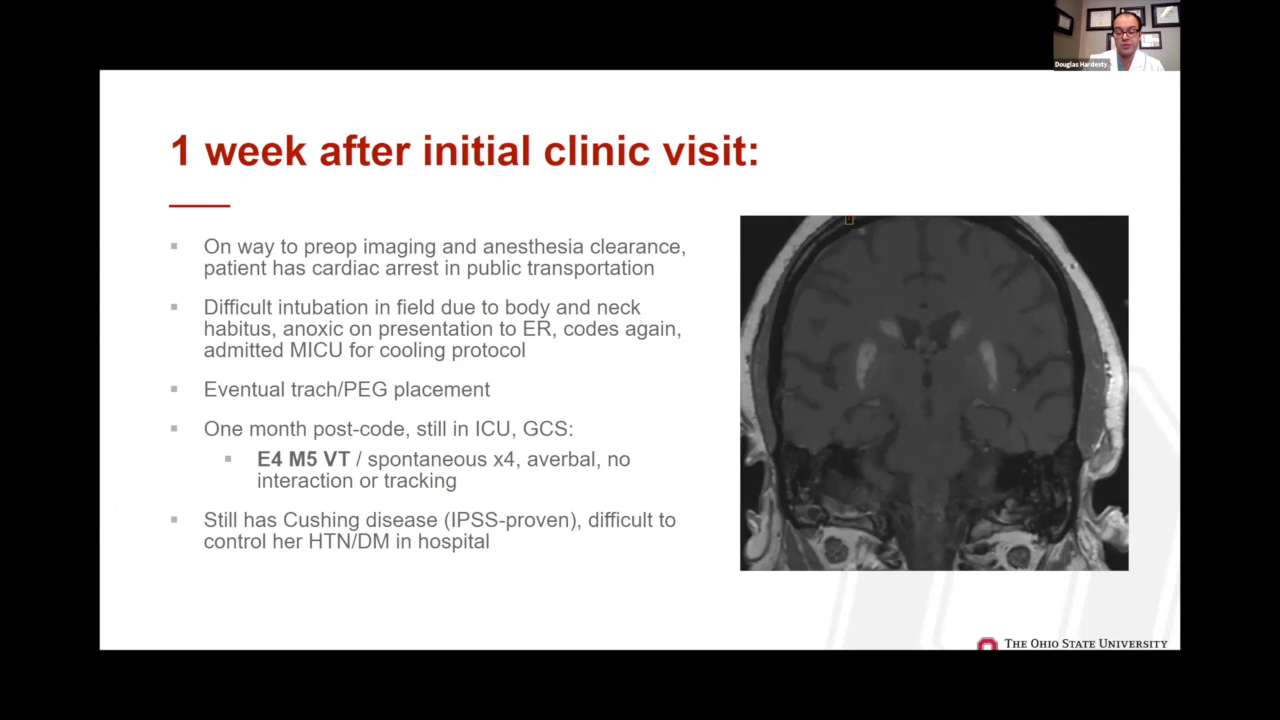 Douglas Hardesty
1 week after initial clinic visit:
On way to preop imaging and anesthesia clearance,
patient has cardiac arrest in public transportation
Difficult intubation in field due to body and neck
habitus, anoxic on presentation to ER, codes again,
admitted MICU for cooling protocol
Eventual trach/PEG placement
One month post-code, still in ICU, GCS:
E4 M5 VT / spontaneous x4, averbal, no
interaction or tracking
Still has Cushing disease (IPSS-proven), difficult to
control her HTN/DM in hospital
THE OHIO STATE UNIVERSITY